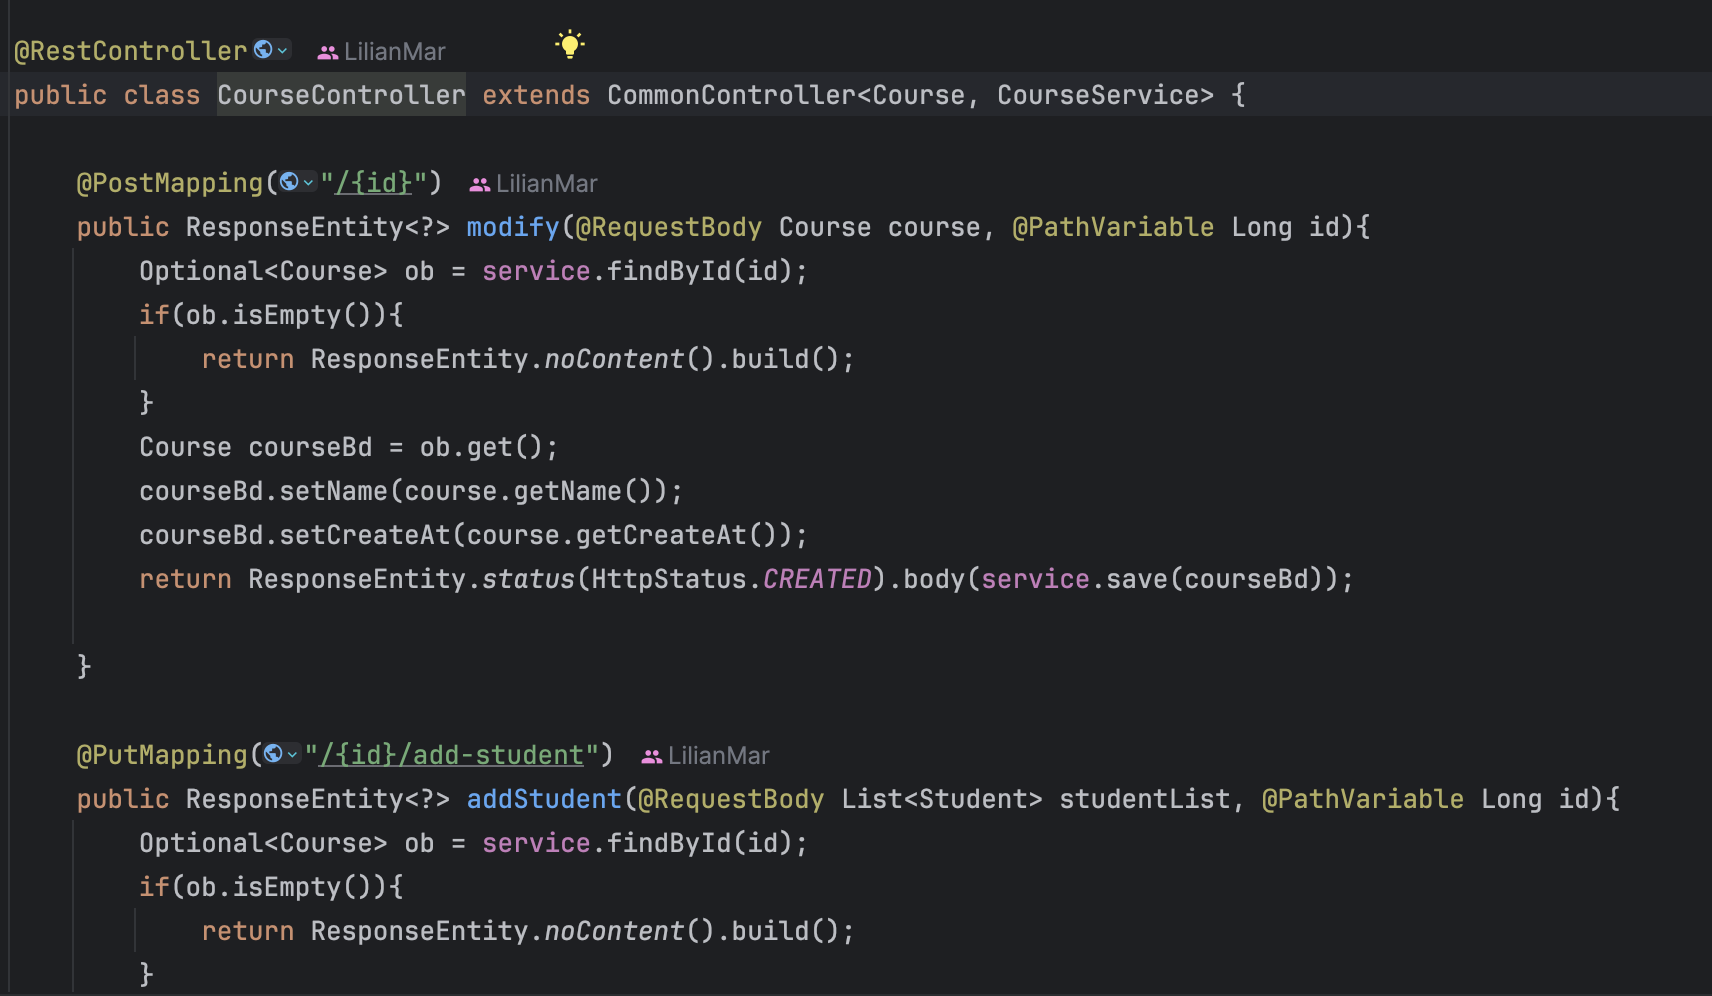 @RestController LilianMar
public class CourseController extends CommonController<Course, CourseService> {
@PostMapping("/{id}") LilianMar
public ResponseEntity<?> modify(@RequestBody Course course, @PathVariable Long id){
Optional<Course> ob = service.findById(id);
if(ob.isEmpty()){
return ResponseEntity.noContent().build();
}
Course courseBd = ob.get();
courseBd.setName(course.getName());
courseBd.setCreateAt(course.getCreateAt());
return ResponseEntity.status(HttpStatus.CREATED).body(service.save(courseBd));
}
@PutMapping("/{id}/add-student") LilianMar
public ResponseEntity<?> addStudent(@RequestBody List<Student> studentList, @PathVariable Long id){
Optional<Course> ob = service.findById(id);
if(ob.isEmpty()){
return ResponseEntity.noContent().build();
}